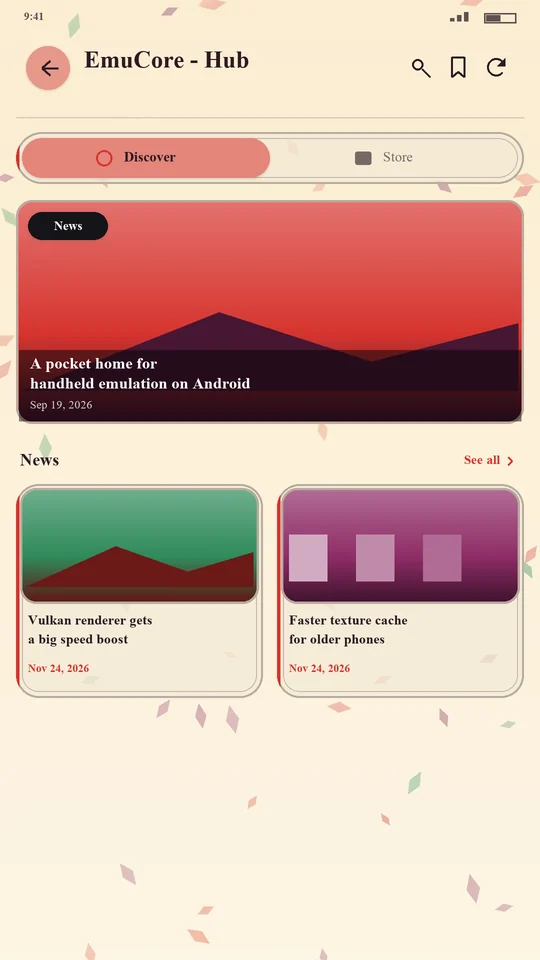 9:41
EmuCore - Hub
Discover
Store
News
A pocket home for
handheld emulation on Android
Sep 19, 2026
News
See all
Vulkan renderer gets
a big speed boost
Nov 24, 2026
Faster texture cache
for older phones
Nov 24, 2026